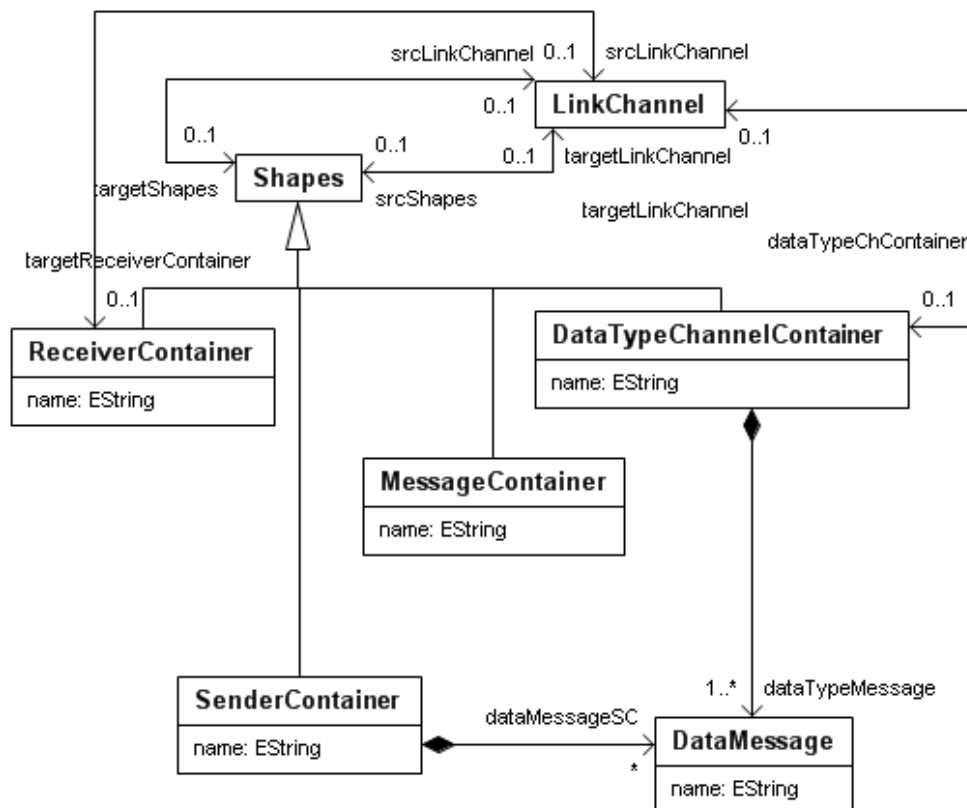 srcLinkChannel 0..1 srcLinkChannel
LinkChannel
0..1
0..1
0..1
0..1
0..1
targetLinkChannel
Shapes
targetShapes
srcShapes
targetLinkChannel
dataTypeChContainer
targetReceiverContainer
0..1
0..1
ReceiverContainer
name: EString
DataTypeChannelContainer
name: EString
MessageContainer
name: EString
SenderContainer
name: EString
dataMessageSC
*
1..* dataTypeMessage
DataMessage
name: EString